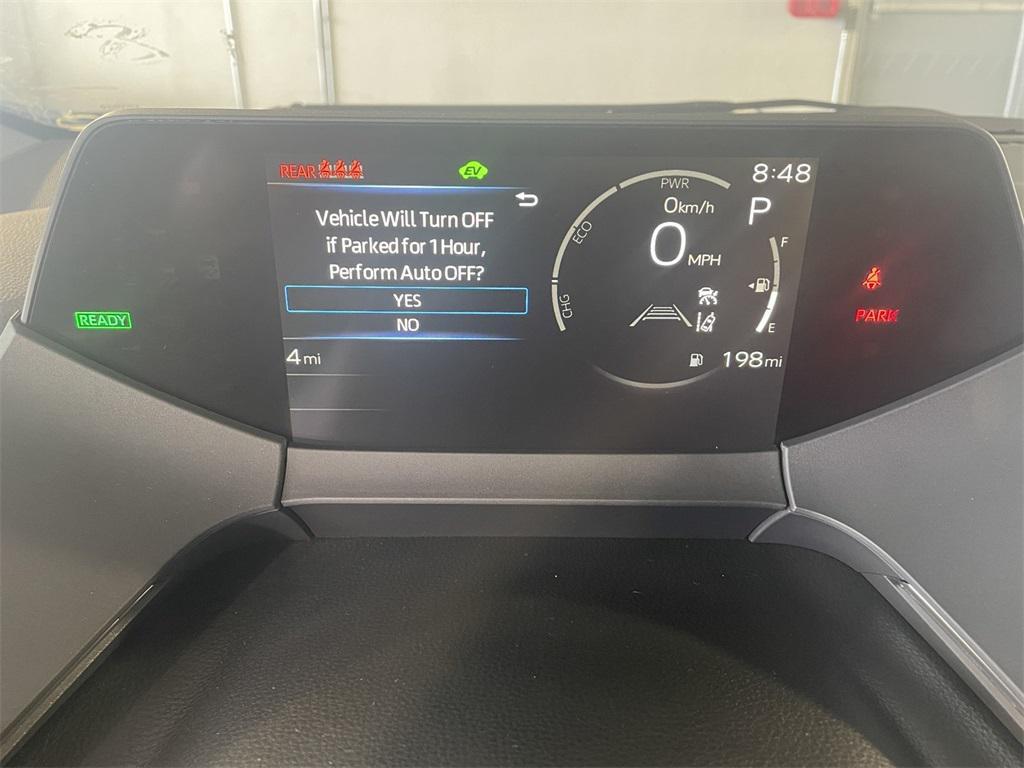 REAR
EV
8:48
PWR
0km/h
P
Vehicle Will Turn OFF
if Parked for 1 Hour,
Perform Auto OFF?
YES
NO
ECO
0 MPH
F
CHG
E
READY
PARK
4mi
198mi